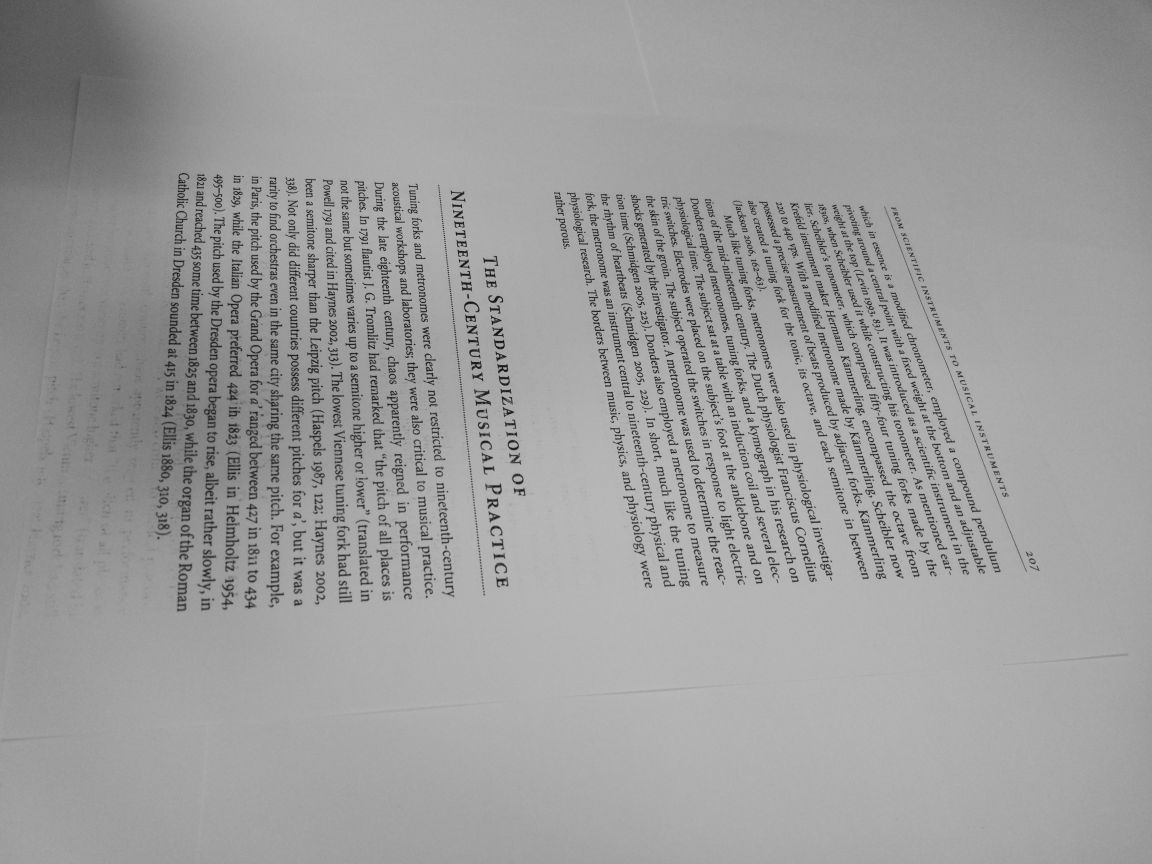 FROM SCIENTIFIC INSTRUMENTS TO MUSICAL INSTRUMENTS 207
which in essence is a modified chronometer, employed a compound pendulum
pivoting around a central point with a fixed weight at the bottom and an adjustable
weight at the top (Levin 1993, 83). It was introduced as a scientific instrument in the
1830s, when Scheibler used it while constructing his tonometer. As mentioned ear-
lier, Scheibler's tonometers, which comprised fifty-four tuning forks made by the
Krefeld instrument maker Hermann Kämmerling, encompassed the octave from
220 to 440 vps. With a modified metronome made by Kämmerling, Scheibler now
possessed a precise measurement of beats produced by adjacent forks. Kämmerling
also created a tuning fork for the tonic, its octave, and each semitone in between
(Jackson 2006, 162–63).
Much like tuning forks, metronomes were also used in physiological investiga-
tions of the mid-nineteenth century. The Dutch physiologist Franciscus Cornelius
Donders employed metronomes, tuning forks, and a kymograph in his research on
physiological time. The subject sat at a table with an induction coil and several elec-
tric switches. Electrodes were placed on the subject's foot at the anklebone and on
the skin of the groin. The subject operated the switches in response to light electric
shocks generated by the investigator. A metronome was used to determine the reac-
tion time (Schmidgen 2005, 225). Donders also employed a metronome to measure
the rhythm of heartbeats (Schmidgen 2005, 229). In short, much like the tuning
fork, the metronome was an instrument central to nineteenth-century physical and
physiological research. The borders between music, physics, and physiology were
rather porous.
THE STANDARDIZATION OF
NINETEENTH-CENTURY MUSICAL PRACTICE
Tuning forks and metronomes were clearly not restricted to nineteenth-century
acoustical workshops and laboratories; they were also critical to musical practice.
During the late eighteenth century, chaos apparently reigned in performance
pitches. In 1791 flautist J. G. Tromlitz had remarked that "the pitch of all places is
not the same but sometimes varies up to a semitone higher or lower" (translated in
Powell 1791 and cited in Haynes 2002, 313). The lowest Viennese tuning fork had still
been a semitone sharper than the Leipzig pitch (Haspels 1987, 122; Haynes 2002,
338). Not only did different countries possess different pitches for a', but it was a
rarity to find orchestras even in the same city sharing the same pitch. For example,
in Paris, the pitch used by the Grand Opera for a' ranged between 427 in 1811 to 434
in 1829, while the Italian Opera preferred 424 in 1823 (Ellis in Helmholtz 1954,
495–500). The pitch used by the Dresden opera began to rise, albeit rather slowly, in
1821 and reached 435 some time between 1825 and 1830, while the organ of the Roman
Catholic Church in Dresden sounded at 415 in 1824 (Ellis 1880, 310, 318).